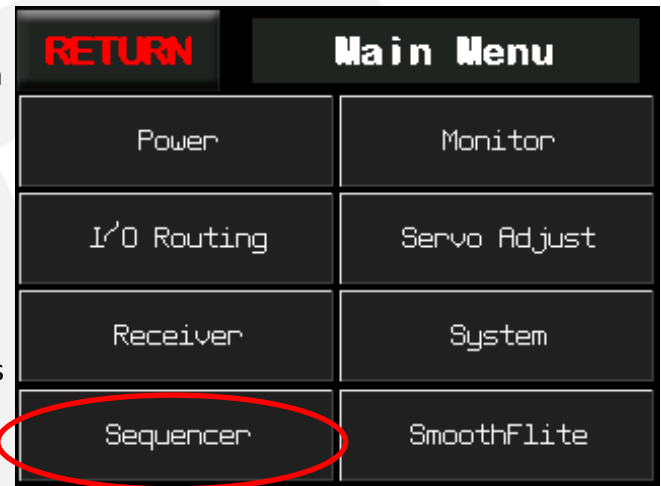 RETURN Main Menu
Power Monitor
I/O Routing Servo Adjust
Receiver System
s
Sequencer SmoothFlite